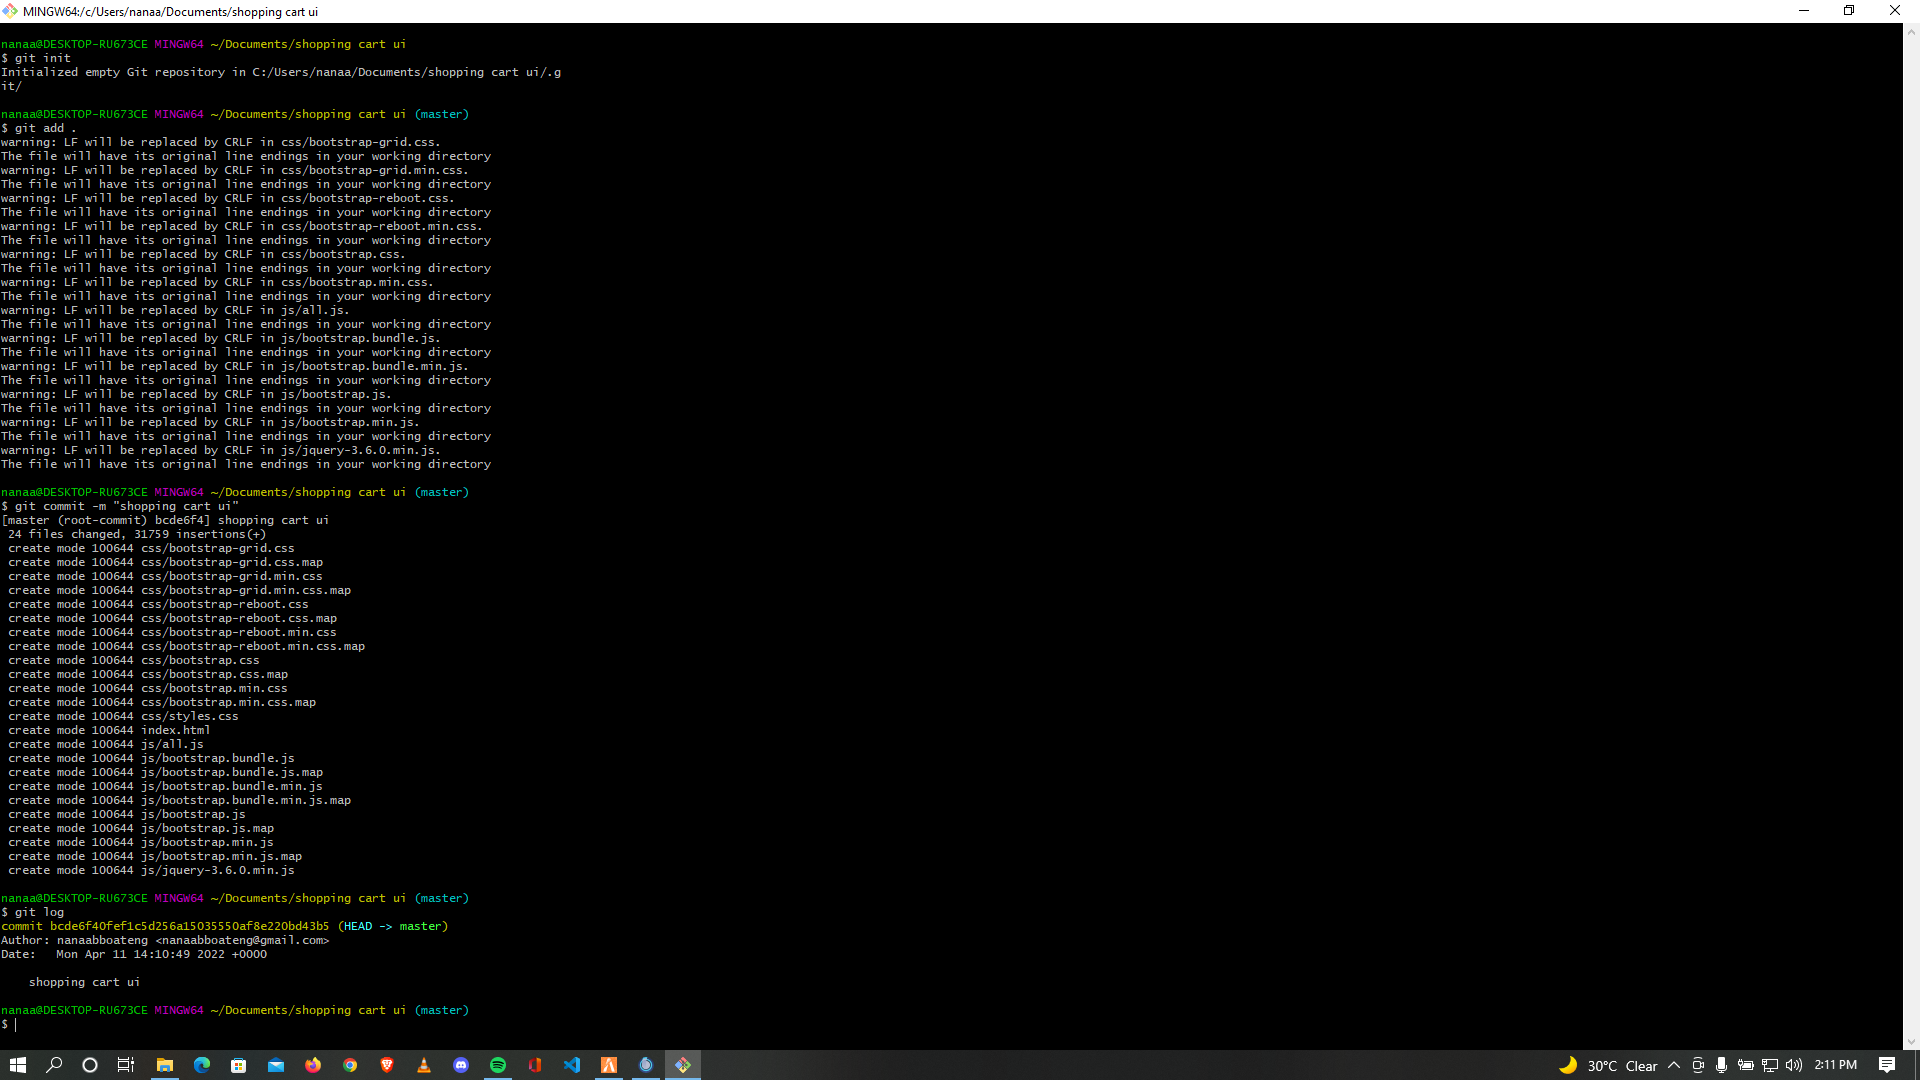 MINGW64:/c/Users/nanaa/Documents/shopping cart ui
nanaa@DESKTOP-RU673CE MINGW64 ~/Documents/shopping cart ui
$ git init
Initialized empty Git repository in C:/Users/nanaa/Documents/shopping cart ui/.g
it/
nanaa@DESKTOP-RU673CE MINGW64 ~/Documents/shopping cart ui (master)
$ git add .
warning: LF will be replaced by CRLF in css/bootstrap-grid.css.
The file will have its original line endings in your working directory
warning: LF will be replaced by CRLF in css/bootstrap-grid.min.css.
The file will have its original line endings in your working directory
warning: LF will be replaced by CRLF in css/bootstrap-reboot.css.
The file will have its original line endings in your working directory
warning: LF will be replaced by CRLF in css/bootstrap-reboot.min.css.
The file will have its original line endings in your working directory
warning: LF will be replaced by CRLF in css/bootstrap.css.
The file will have its original line endings in your working directory
warning: LF will be replaced by CRLF in css/bootstrap.min.css.
The file will have its original line endings in your working directory
warning: LF will be replaced by CRLF in js/all.js.
The file will have its original line endings in your working directory
warning: LF will be replaced by CRLF in js/bootstrap.bundle.js.
The file will have its original line endings in your working directory
warning: LF will be replaced by CRLF in js/bootstrap.bundle.min.js.
The file will have its original line endings in your working directory
warning: LF will be replaced by CRLF in js/bootstrap.js.
The file will have its original line endings in your working directory
warning: LF will be replaced by CRLF in js/bootstrap.min.js.
The file will have its original line endings in your working directory
warning: LF will be replaced by CRLF in js/jquery-3.6.0.min.js.
The file will have its original line endings in your working directory
nanaa@DESKTOP-RU673CE MINGW64 ~/Documents/shopping cart ui (master)
$ git commit -m "shopping cart ui"
[master (root-commit) bcde6f4] shopping cart ui
24 files changed, 31759 insertions(+)
create mode 100644 css/bootstrap-grid.css
create mode 100644 css/bootstrap-grid.css.map
create mode 100644 css/bootstrap-grid.min.css
create mode 100644 css/bootstrap-grid.min.css.map
create mode 100644 css/bootstrap-reboot.css
create mode 100644 css/bootstrap-reboot.css.map
create mode 100644 css/bootstrap-reboot.min.css
create mode 100644 css/bootstrap-reboot.min.css.map
create mode 100644 css/bootstrap.css
create mode 100644 css/bootstrap.css.map
create mode 100644 css/bootstrap.min.css
create mode 100644 css/bootstrap.min.css.map
create mode 100644 css/styles.css
create mode 100644 index.html
create mode 100644 js/all.js
create mode 100644 js/bootstrap.bundle.js
create mode 100644 js/bootstrap.bundle.js.map
create mode 100644 js/bootstrap.bundle.min.js
create mode 100644 js/bootstrap.bundle.min.js.map
create mode 100644 js/bootstrap.js
create mode 100644 js/bootstrap.js.map
create mode 100644 js/bootstrap.min.js
create mode 100644 js/bootstrap.min.js.map
create mode 100644 js/jquery-3.6.0.min.js
nanaa@DESKTOP-RU673CE MINGW64 ~/Documents/shopping cart ui (master)
$ git log
commit bcde6f40fef1c5d256a15035550af8e220bd43b5 (HEAD -> master)
Author: nanaabboateng <nanaabboateng@gmail.com>
Date:   Mon Apr 11 14:10:49 2022 +0000
shopping cart ui
nanaa@DESKTOP-RU673CE MINGW64 ~/Documents/shopping cart ui (master)
$
30°C Clear
2:11 PM